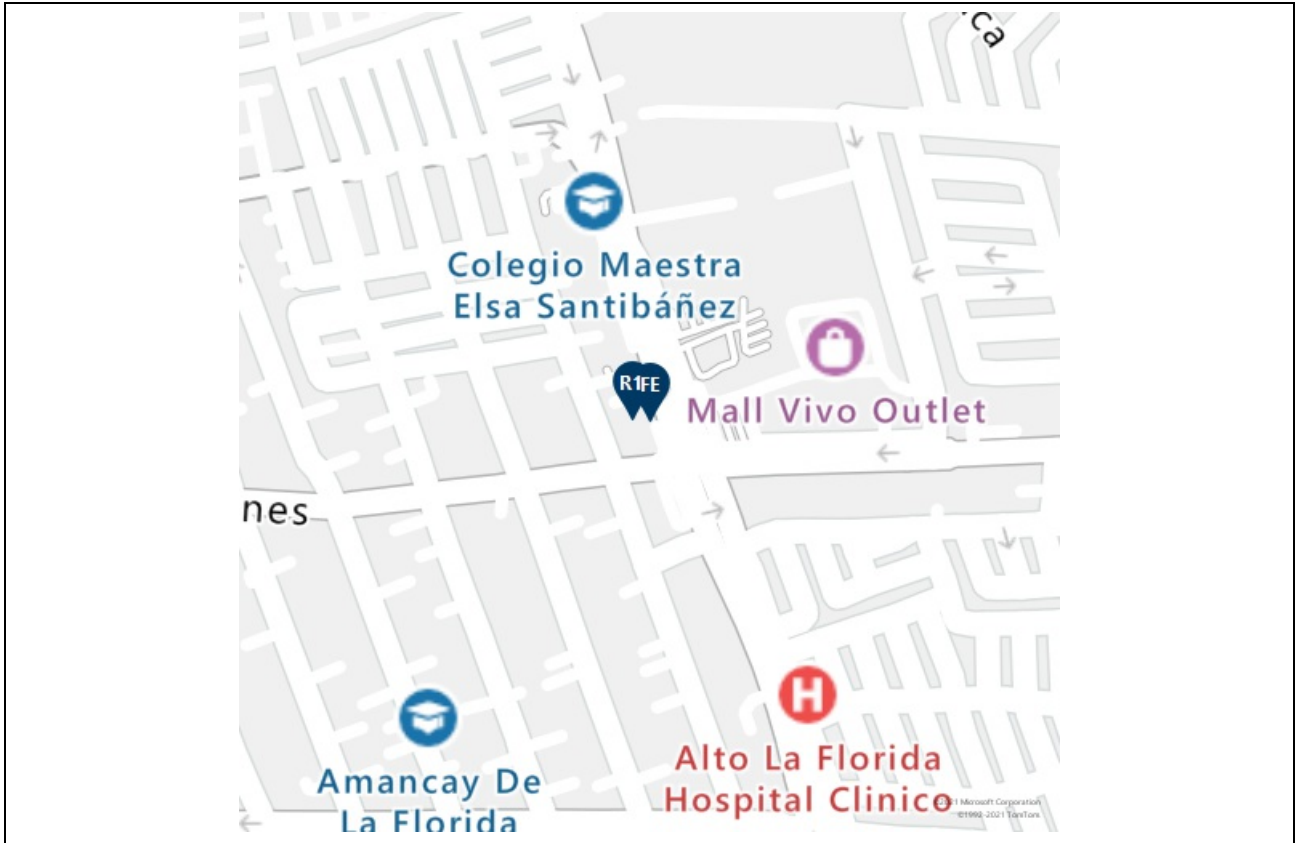 ca
Colegio Maestra
Elsa Santibáñez
R1FE
Mall Vivo Outlet
nes
H
Alto La Florida
Hospital Clinico
Amancay De
La Florida
©2021 Microsoft Corporation
©1992-2021 TomTom